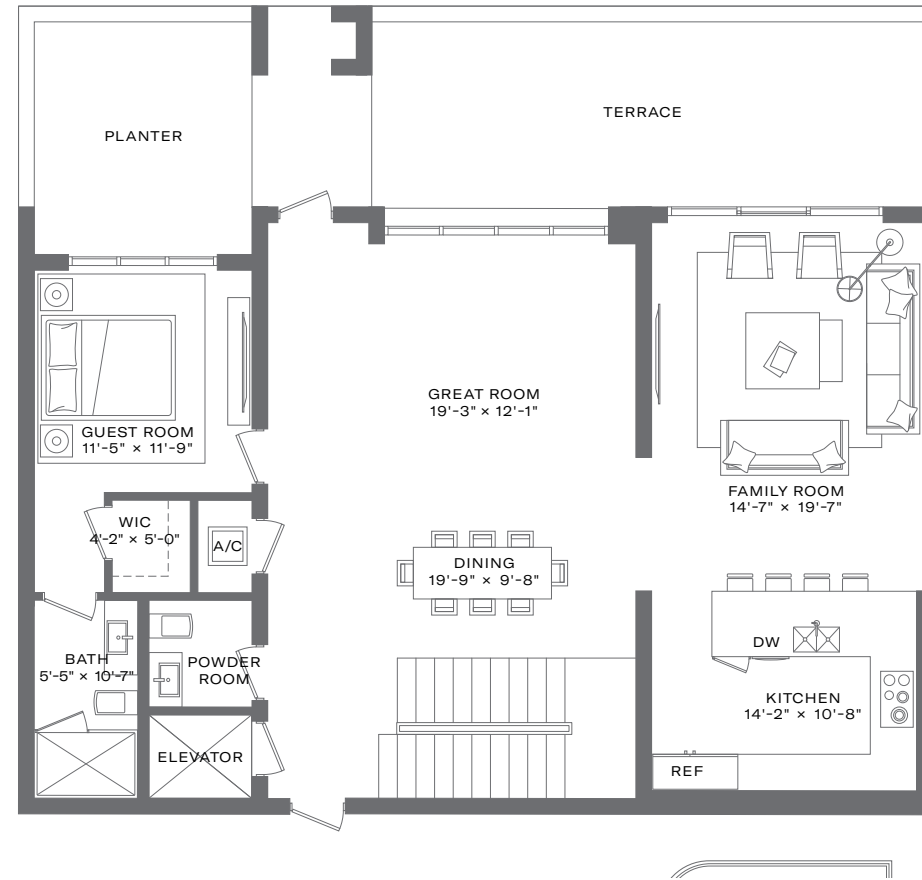 PLANTER
TERRACE
GREAT ROOM
19'-3" × 12'-1"
GUEST ROOM
11'-5" × 11'-9"
FAMILY ROOM
14'-7" × 19'-7"
WIC
4'-2" × 5'-0"
A/C
DINING
19'-9" × 9'-8"
DW
BATH
5'-5" × 10'-7"
POWDER
ROOM
KITCHEN
14'-2" × 10'-8"
ELEVATOR
REF